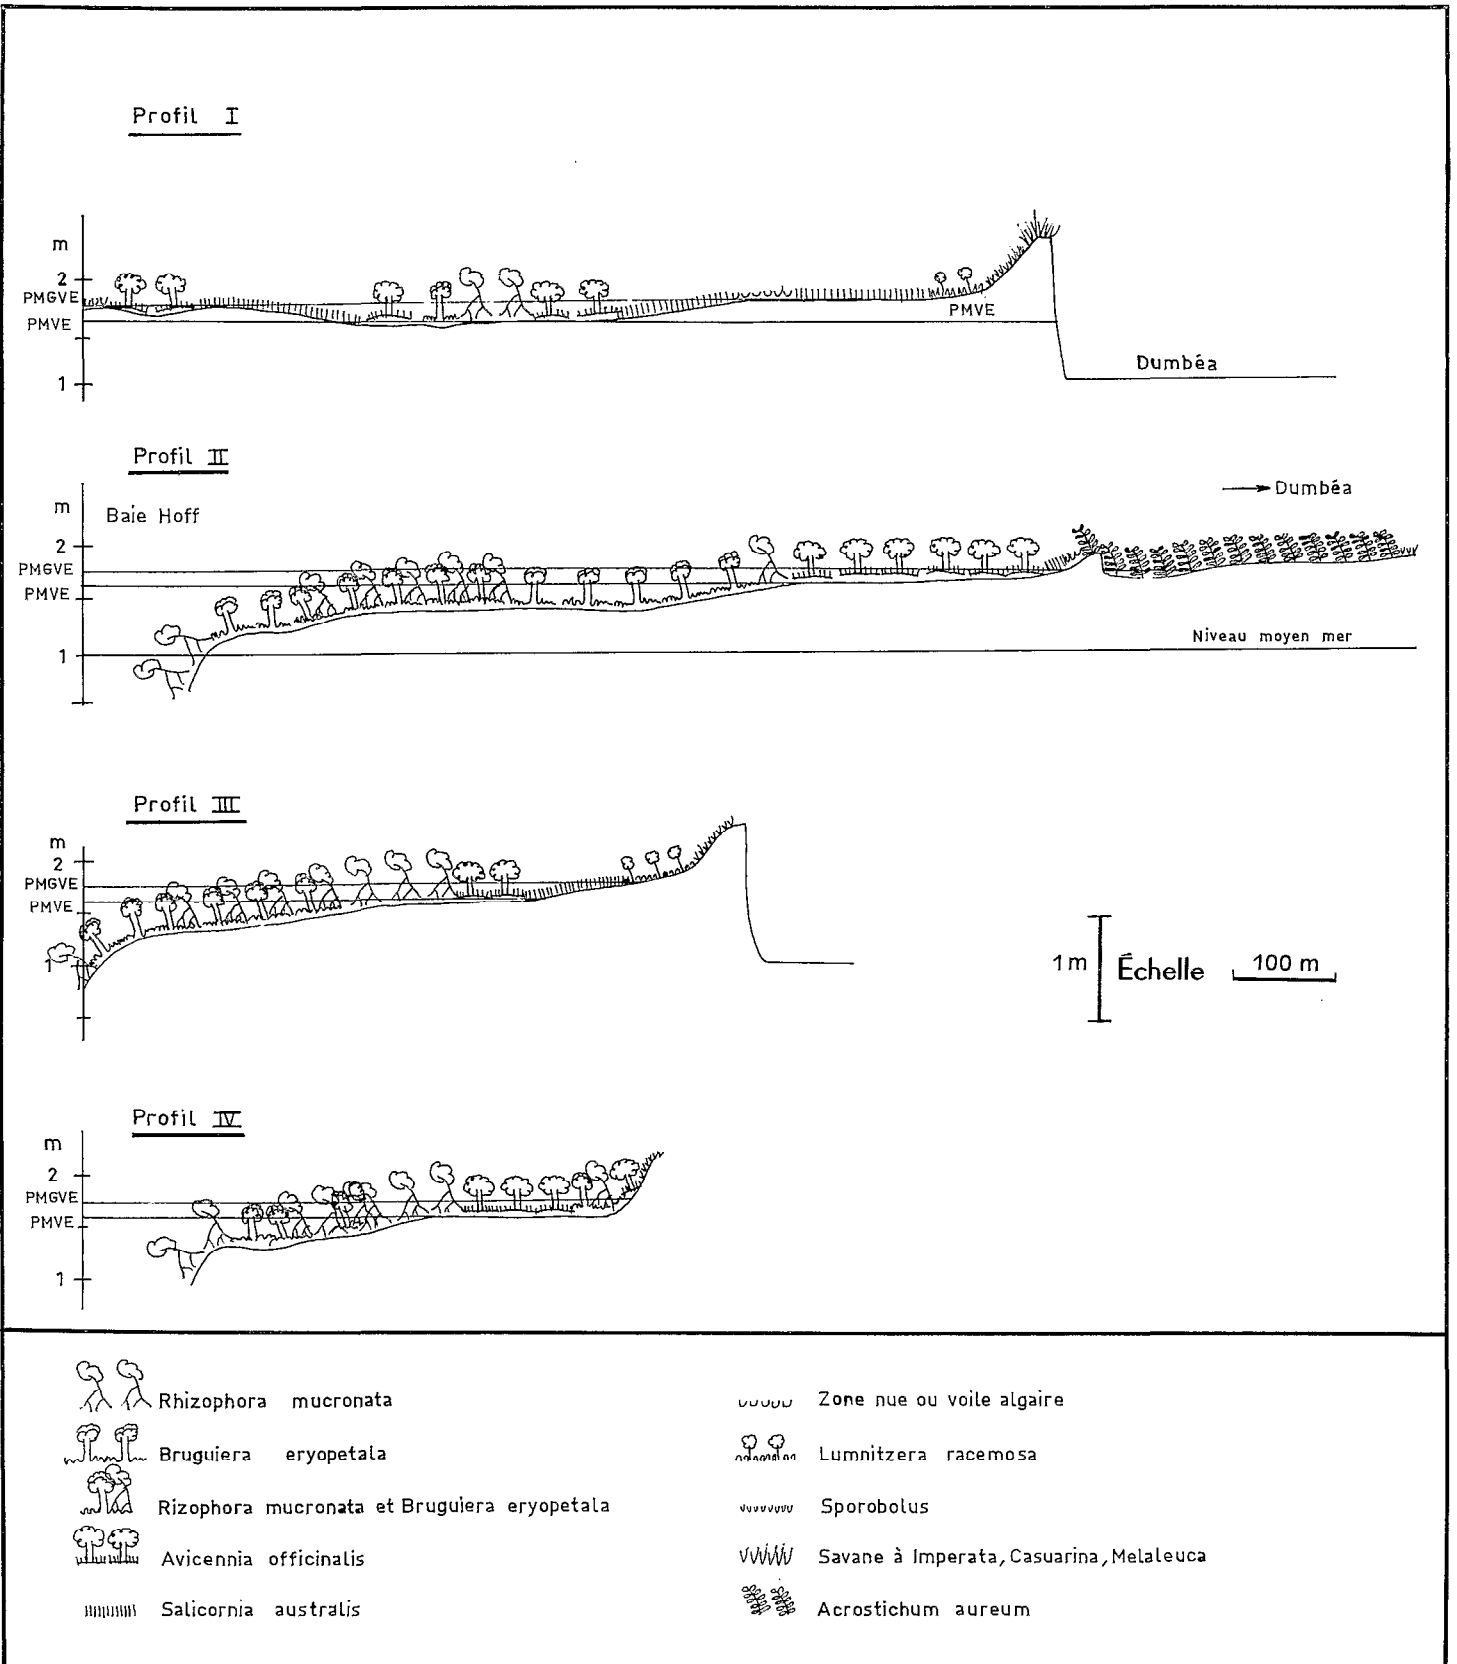 Profil I
m
2
PMGVE
PMVE
PMVE
1
Dumbéa
Profil II
m
Baie Hoff
Dumbéa
2
PMGVE
PMVE
Niveau moyen mer
1
Profil III
m
2
PMGVE
PMVE
1
1m Échelle 100 m
Profil IV
m
2
PMGVE
PMVE
1
Rhizophora mucronata
Bruguiera eryopetala
Rizophora mucronata et Bruguiera eryopetala
Avicennia officinalis
Salicornia australis
Zone nue ou voile algaire
Lumnitzera racemosa
Sporobolus
Savane à Imperata, Casuarina, Melaleuca
Acrostichum aureum